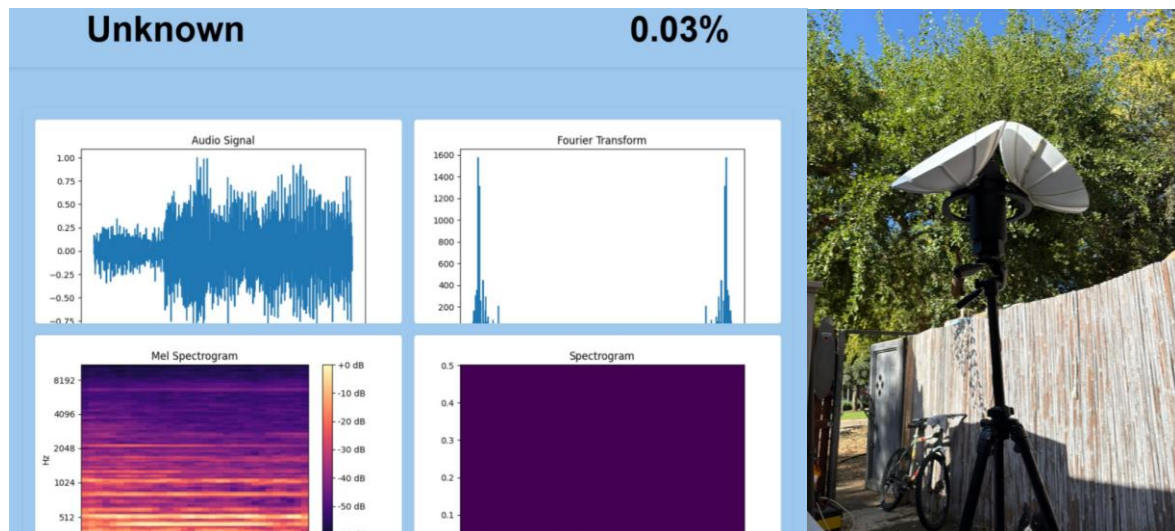 Unknown 0.03%
Audio Signal
1.00
0.75
0.50
0.25
0.00
−0.25
−0.50
−0.75
Fourier Transform
1600
1400
1200
1000
800
600
400
200
Mel Spectrogram
8192
4096
2048
1024
512
Hz
+0 dB
-10 dB
-20 dB
-30 dB
-40 dB
-50 dB
Spectrogram
0.5
0.4
0.3
0.2
0.1